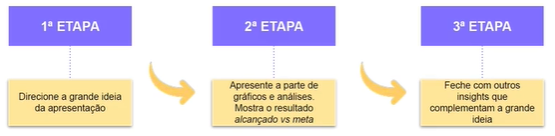 1ª ETAPA
Direcione a grande ideia
da apresentação
2ª ETAPA
Apresente a parte de
gráficos e análises.
Mostra o resultado
alcançado vs meta
3ª ETAPA
Feche com outros
insights que
complementam a grande
ideia